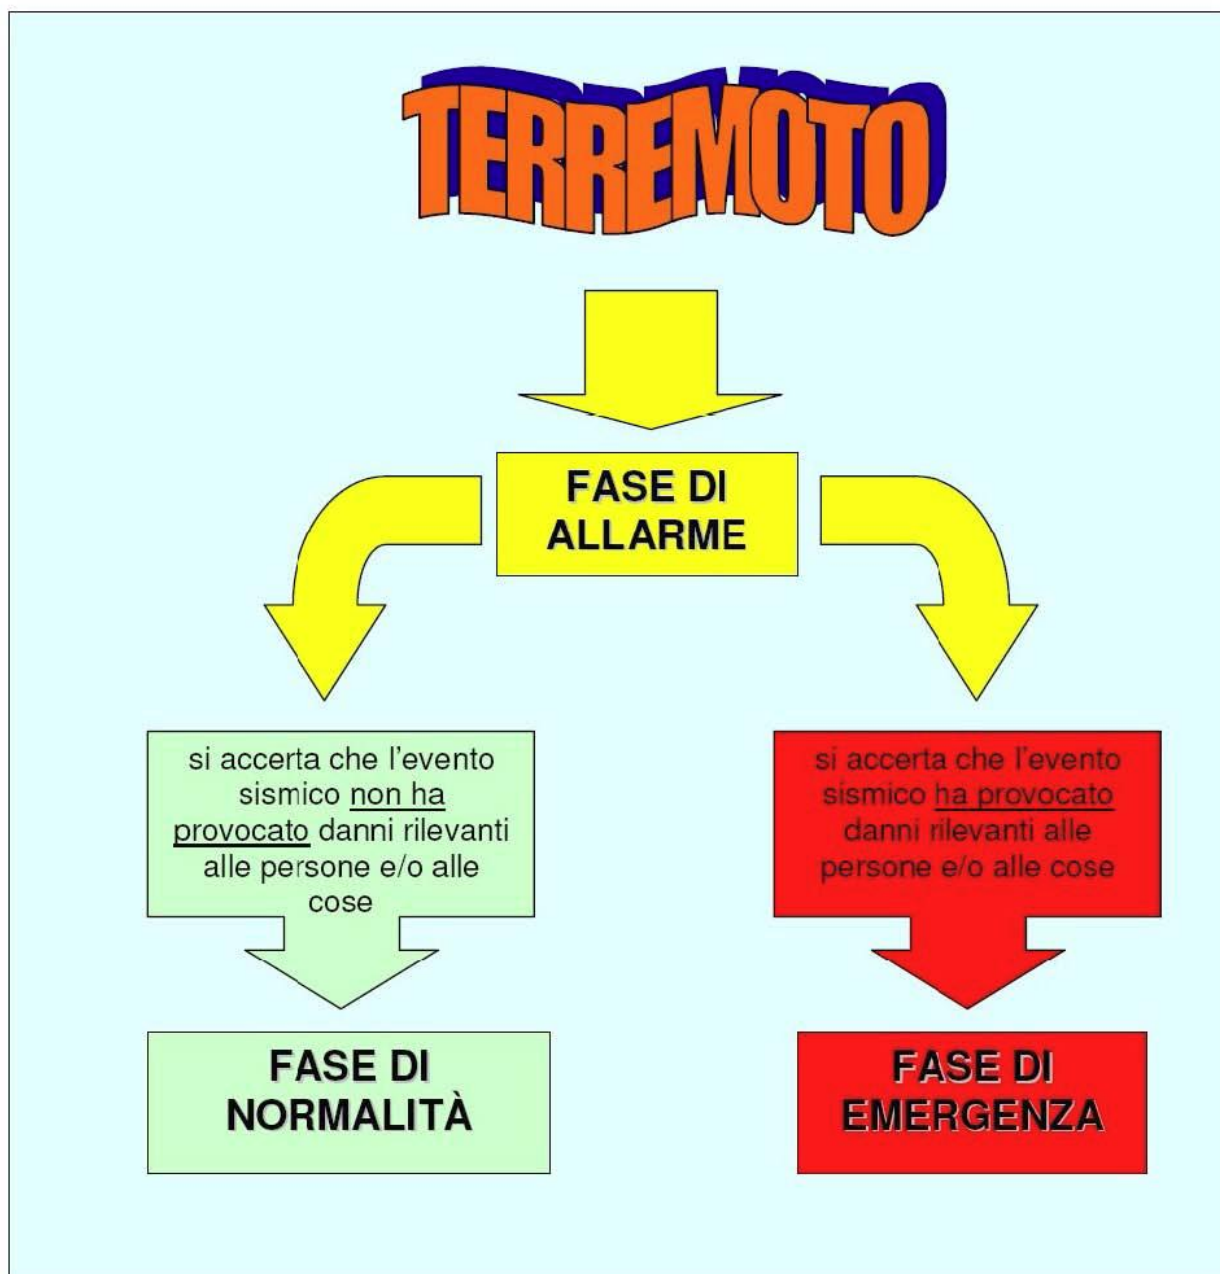 TERREMOTO
FASE DI
ALLARME
si accerta che l'evento
sismico non ha
provocato danni rilevanti
alle persone e/o alle
cose
si accerta che l'evento
sismico ha provocato
danni rilevanti alle
persone e/o alle cose
FASE DI
NORMALITÀ
FASE DI
EMERGENZA